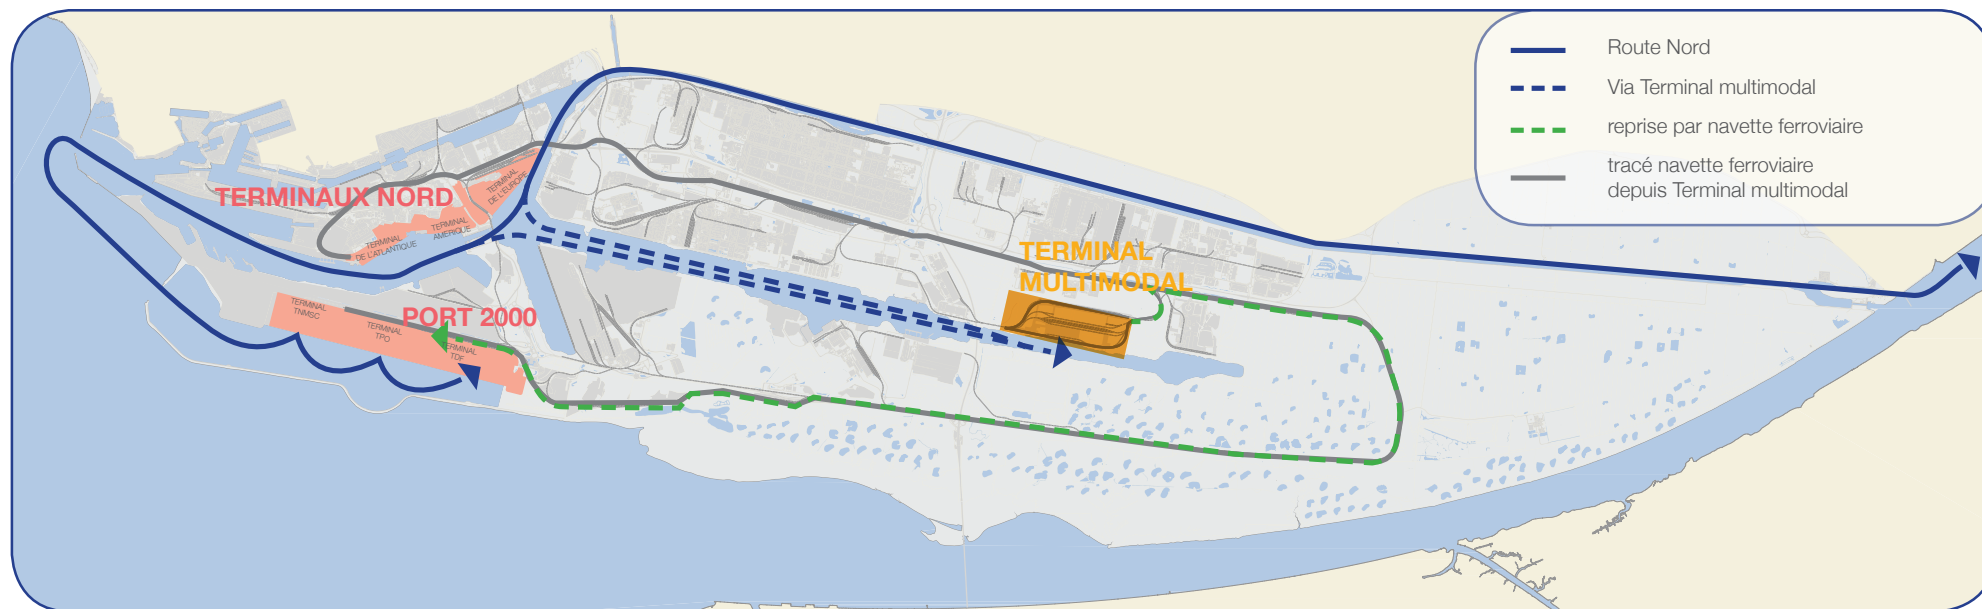 Route Nord
Via Terminal multimodal
reprise par navette ferroviaire
tracé navette ferroviaire
depuis Terminal multimodal
TERMINAUX NORD
TERMINAL
DE L'EUROPE
TERMINAL
AMERIQUE
TERMINAL
DE L'ATLANTIQUE
TERMINAL
MULTIMODAL
PORT 2000
TERMINAL
TNMSC
TERMINAL
TPO
TERMINAL
TDF